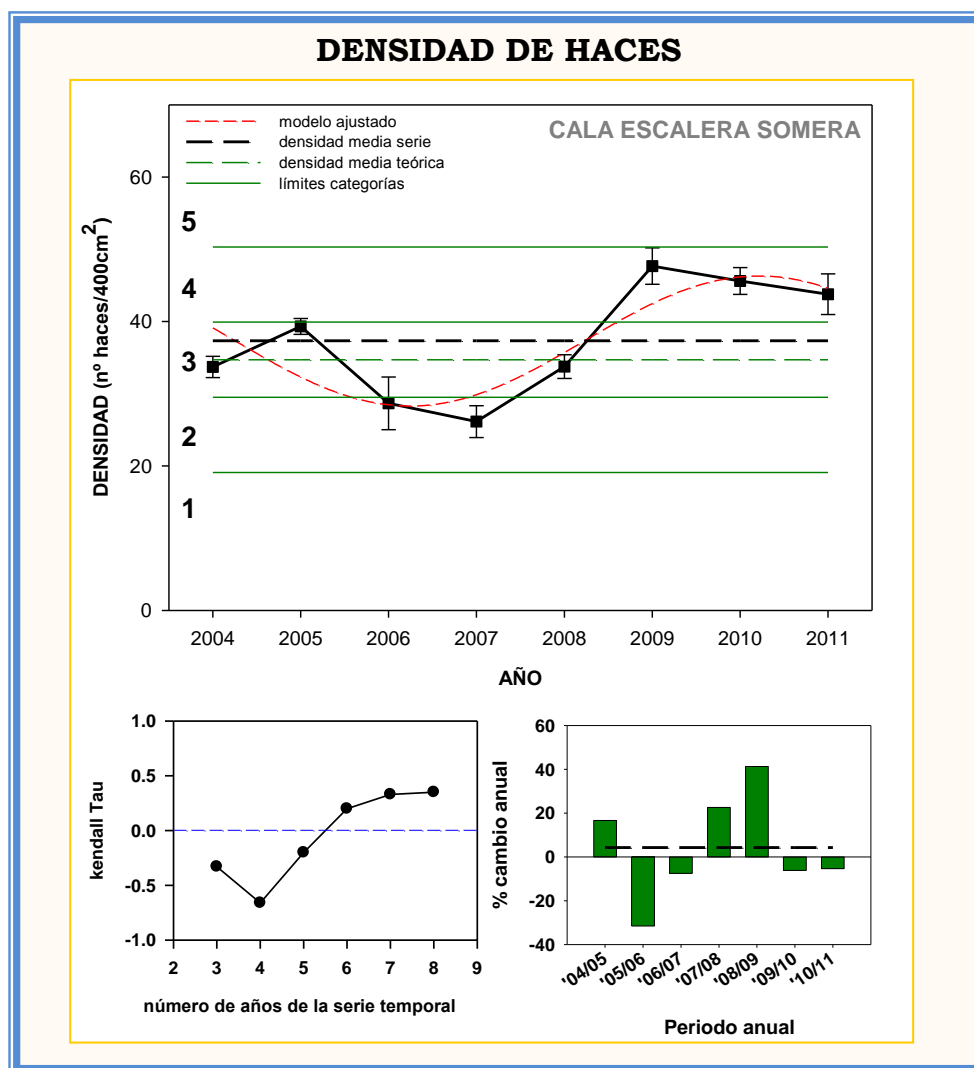 DENSIDAD DE HACES
modelo ajustado
densidad media serie
densidad media teórica
límites categorías
CALA ESCALERA SOMERA
DENSIDAD (nº haces/400cm²)
60
40
20
0
5
4
3
2
1
2004 2005 2006 2007 2008 2009 2010 2011
AÑO
kendall Tau
1.0
0.5
0.0
-0.5
-1.0
2 3 4 5 6 7 8 9
número de años de la serie temporal
% cambio anual
60
40
20
0
-20
-40
'04/05 '05/06 '06/07 '07/08 '08/09 '09/10 '10/11
Periodo anual